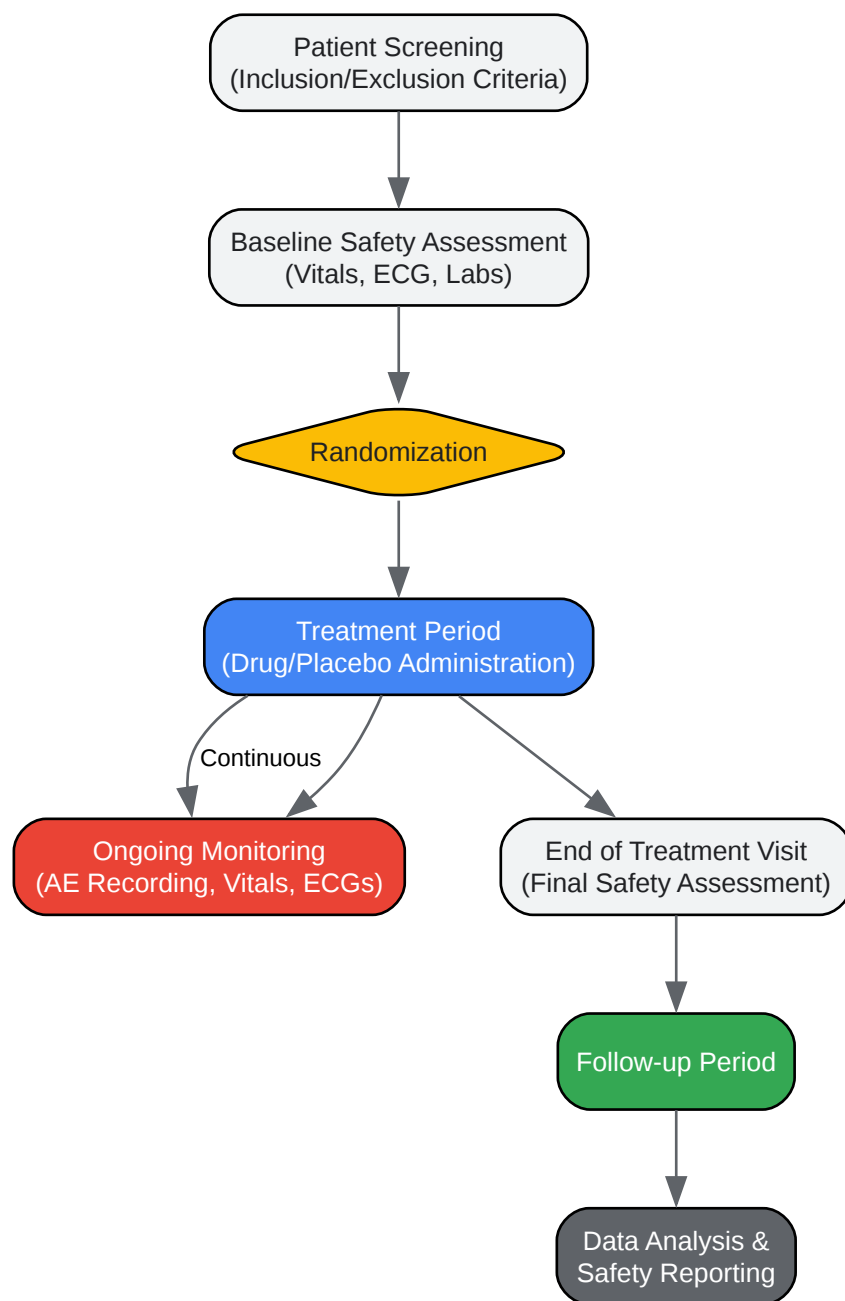 Patient Screening
(Inclusion/Exclusion Criteria)
Baseline Safety Assessment
(Vitals, ECG, Labs)
Randomization
Treatment Period
(Drug/Placebo Administration)
Continuous
Ongoing Monitoring
(AE Recording, Vitals, ECGs)
End of Treatment Visit
(Final Safety Assessment)
Follow-up Period
Data Analysis &
Safety Reporting